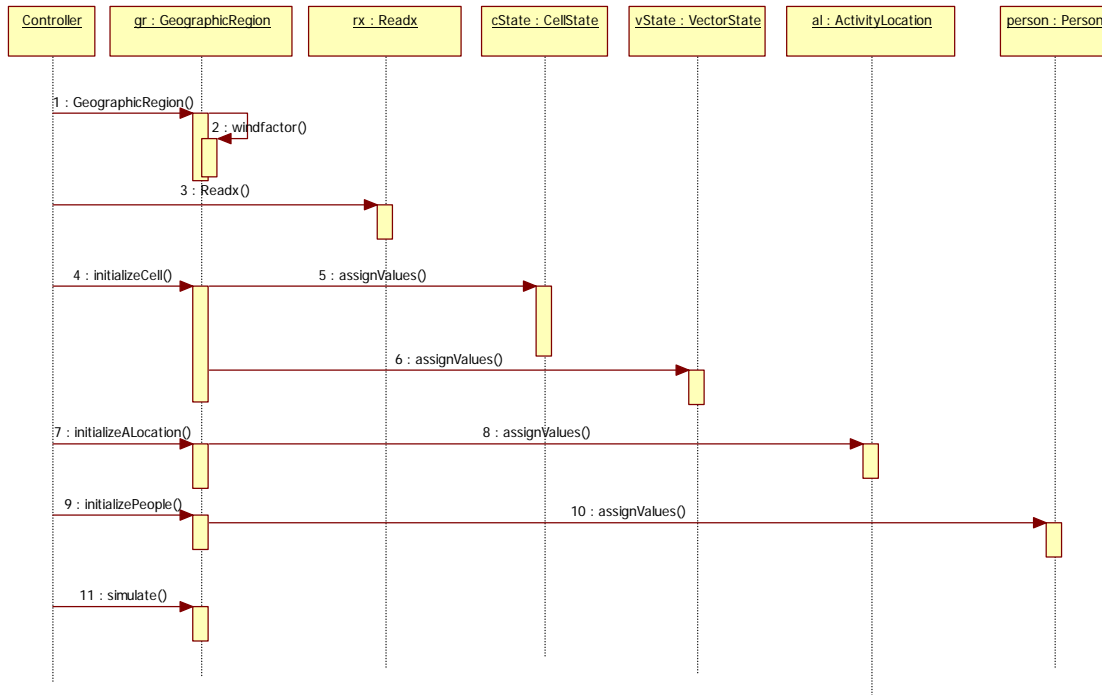 Controller
gr : GeographicRegion
rx : Readx
cState : CellState
vState : VectorState
al : ActivityLocation
person : Person
1 : GeographicRegion()
2 : windfactor()
3 : Readx()
4 : initializeCell()
5 : assignValues()
6 : assignValues()
7 : initializeALocation()
8 : assignValues()
9 : initializePeople()
10 : assignValues()
11 : simulate()